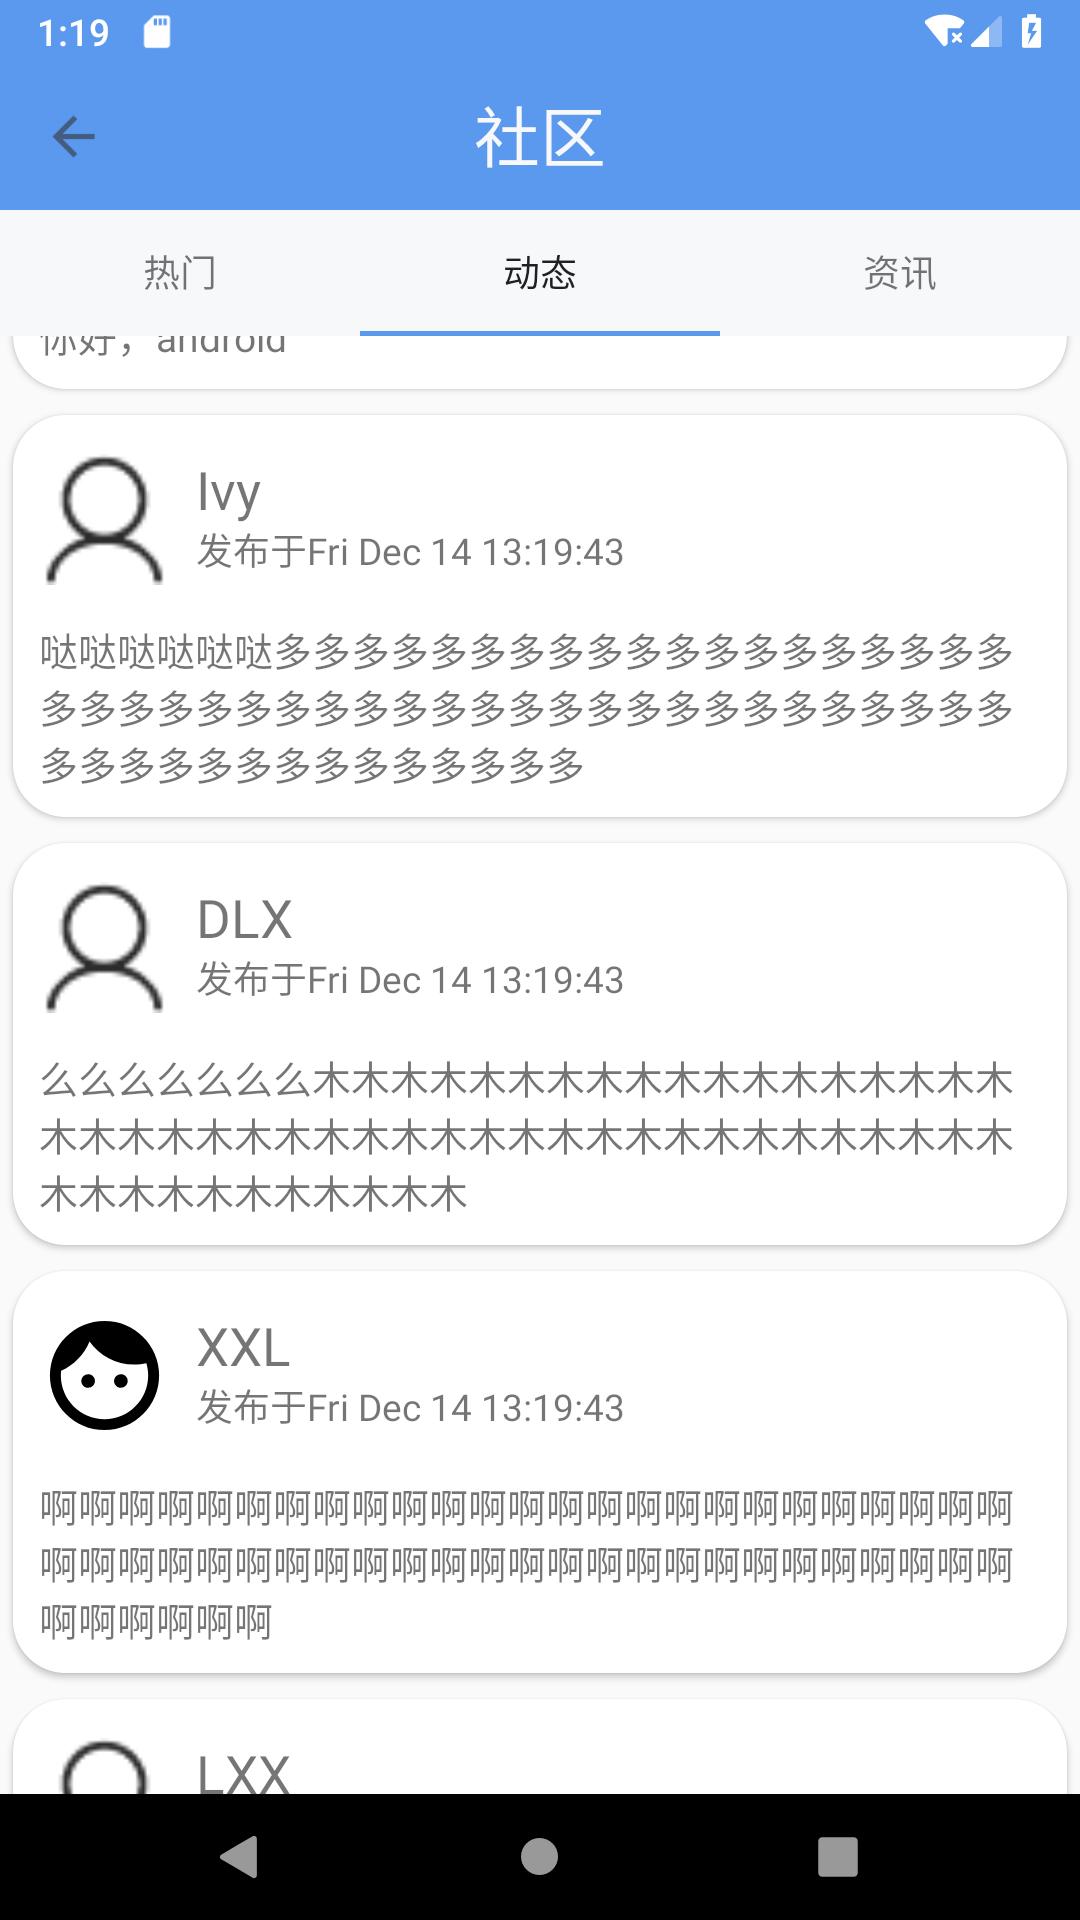 1:19
社区
热门
动态
资讯
你好，android
Ivy
发布于Fri Dec 14 13:19:43
哒哒哒哒哒哒多多多多多多多多多多多多多多多多多多多
多多多多多多多多多多多多多多多多多多多多多多多多多
多多多多多多多多多多多多多多
DLX
发布于Fri Dec 14 13:19:43
么么么么么么么木木木木木木木木木木木木木木木木木木
木木木木木木木木木木木木木木木木木木木木木木木木木
木木木木木木木木木木木
XXL
发布于Fri Dec 14 13:19:43
啊啊啊啊啊啊啊啊啊啊啊啊啊啊啊啊啊啊啊啊啊啊啊啊啊
啊啊啊啊啊啊啊啊啊啊啊啊啊啊啊啊啊啊啊啊啊啊啊啊啊
啊啊啊啊啊啊
LXX